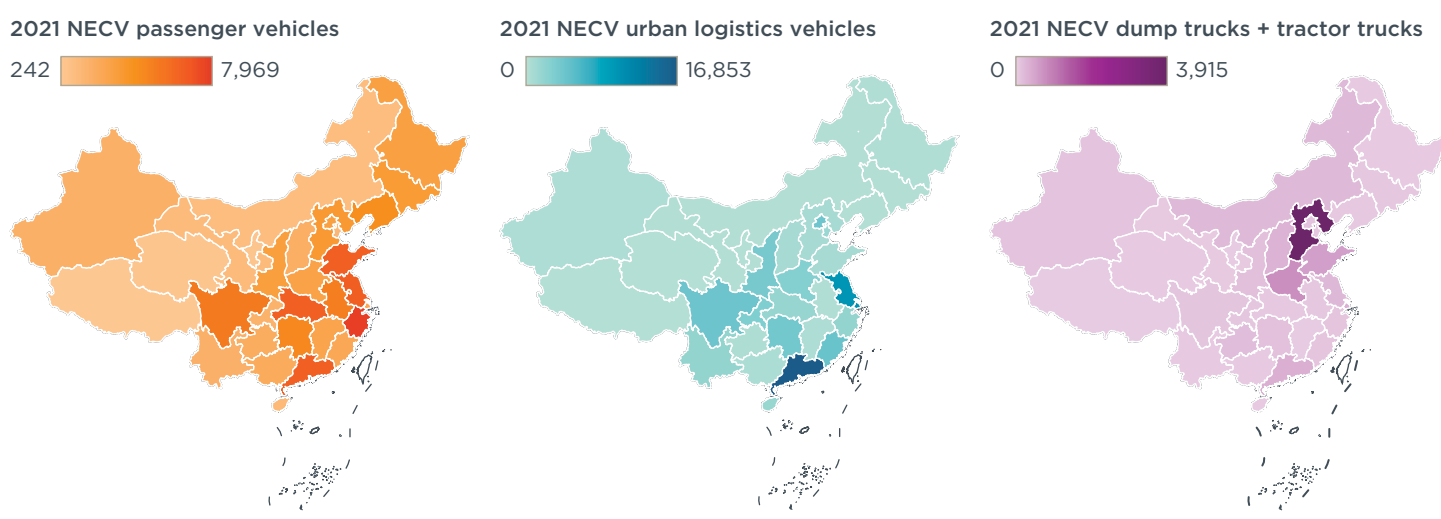 2021 NECV passenger vehicles
242 7,969
2021 NECV urban logistics vehicles
0 16,853
2021 NECV dump trucks + tractor trucks
0 3,915